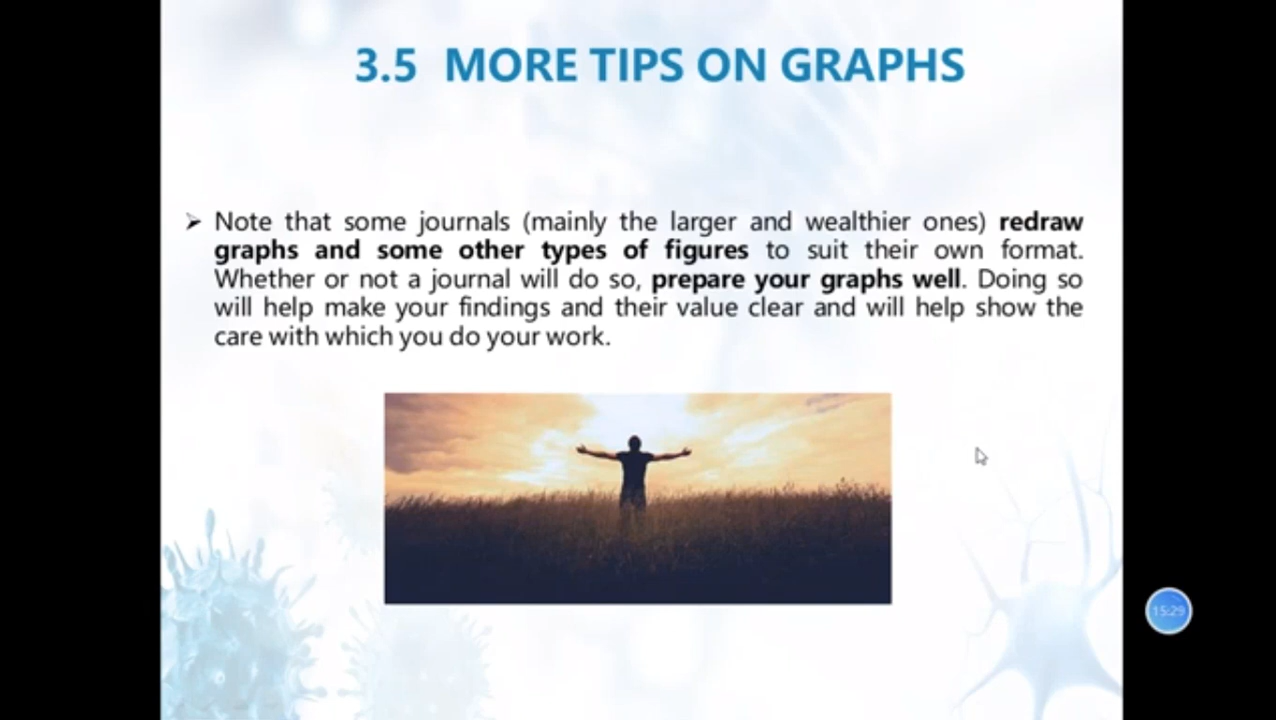 3.5 MORE TIPS ON GRAPHS
➢ Note that some journals (mainly the larger and wealthier ones) redraw
graphs and some other types of figures to suit their own format.
Whether or not a journal will do so, prepare your graphs well. Doing so
will help make your findings and their value clear and will help show the
care with which you do your work.
15:29